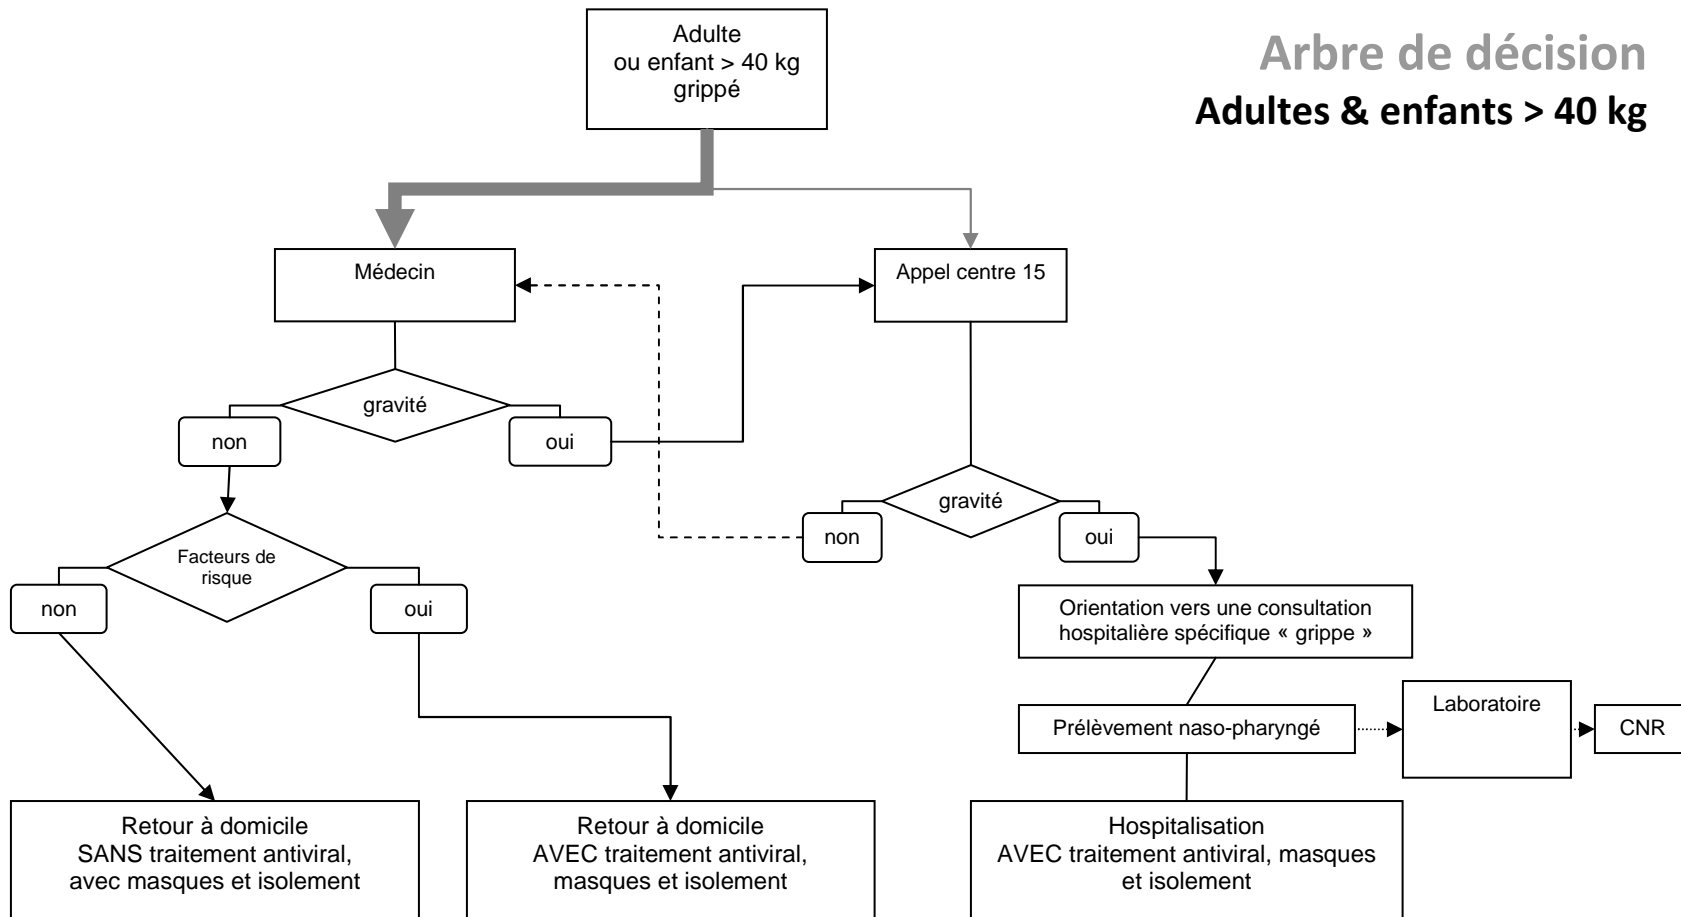 Arbre de décision
Adultes & enfants > 40 kg
Adulte
ou enfant > 40 kg
grippé
Médecin
Appel centre 15
gravité
non
oui
gravité
non
oui
Facteurs de
risque
non
oui
Orientation vers une consultation
hospitalière spécifique « grippe »
Prélèvement naso-pharyngé
Laboratoire
CNR
Retour à domicile
SANS traitement antiviral,
avec masques et isolement
Retour à domicile
AVEC traitement antiviral,
masques et isolement
Hospitalisation
AVEC traitement antiviral, masques
et isolement